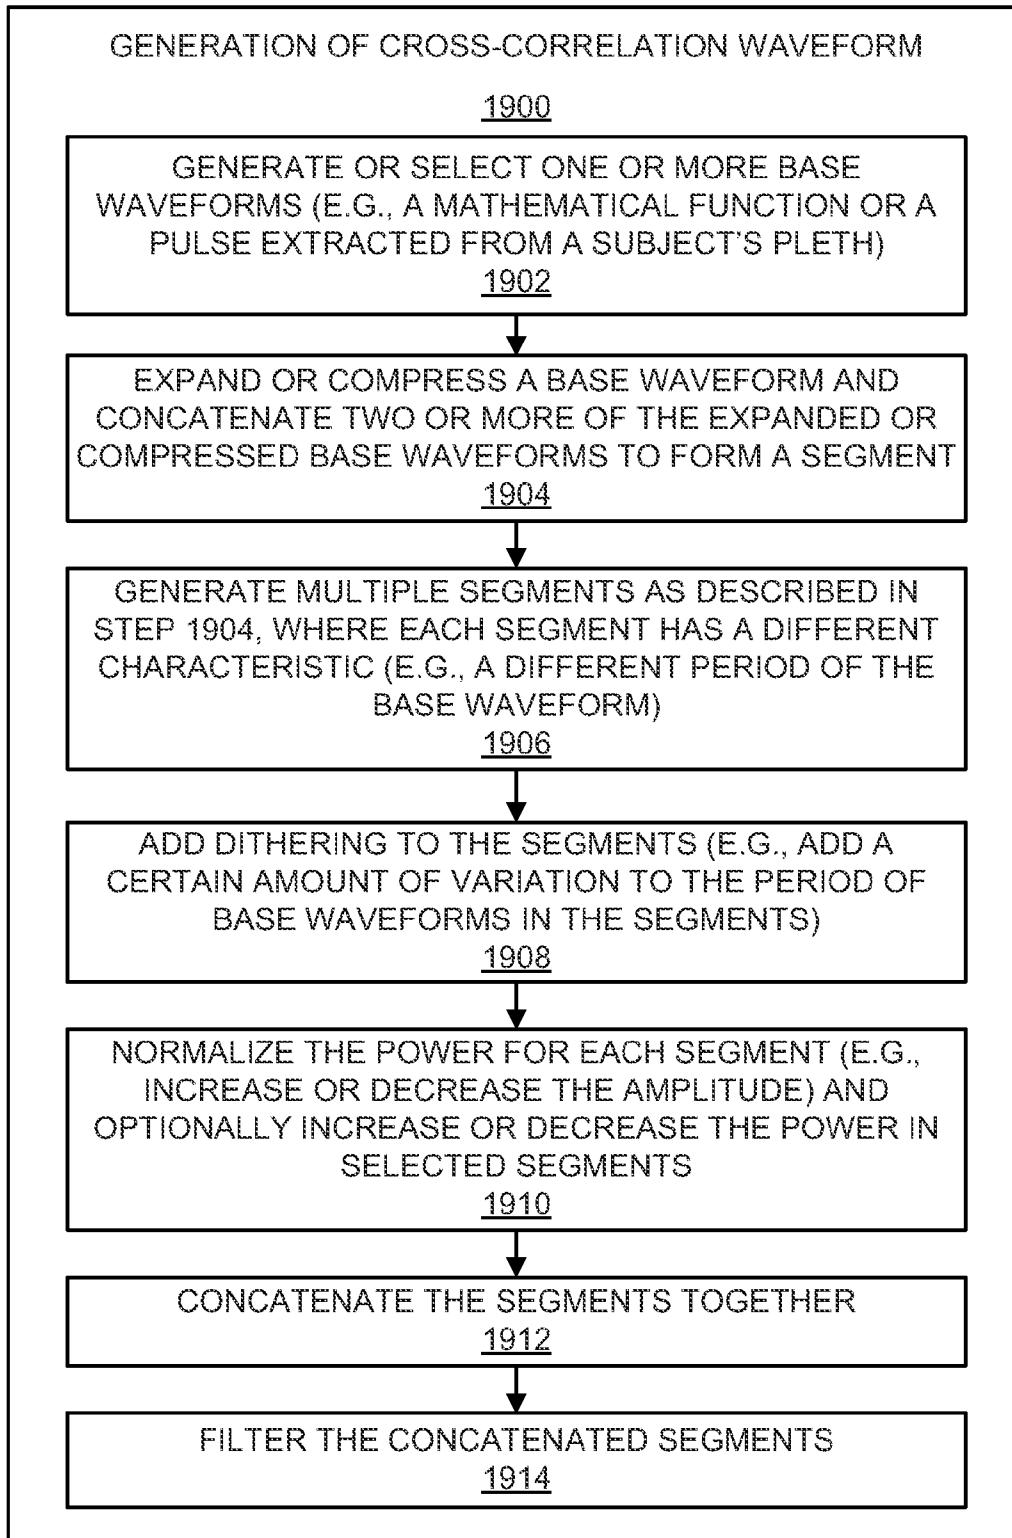 GENERATION OF CROSS-CORRELATION WAVEFORM
1900
GENERATE OR SELECT ONE OR MORE BASE
WAVEFORMS (E.G., A MATHEMATICAL FUNCTION OR A
PULSE EXTRACTED FROM A SUBJECT'S PLETH)
1902
EXPAND OR COMPRESS A BASE WAVEFORM AND
CONCATENATE TWO OR MORE OF THE EXPANDED OR
COMPRESSED BASE WAVEFORMS TO FORM A SEGMENT
1904
GENERATE MULTIPLE SEGMENTS AS DESCRIBED IN
STEP 1904, WHERE EACH SEGMENT HAS A DIFFERENT
CHARACTERISTIC (E.G., A DIFFERENT PERIOD OF THE
BASE WAVEFORM)
1906
ADD DITHERING TO THE SEGMENTS (E.G., ADD A
CERTAIN AMOUNT OF VARIATION TO THE PERIOD OF
BASE WAVEFORMS IN THE SEGMENTS)
1908
NORMALIZE THE POWER FOR EACH SEGMENT (E.G.,
INCREASE OR DECREASE THE AMPLITUDE) AND
OPTIONALLY INCREASE OR DECREASE THE POWER IN
SELECTED SEGMENTS
1910
CONCATENATE THE SEGMENTS TOGETHER
1912
FILTER THE CONCATENATED SEGMENTS
1914